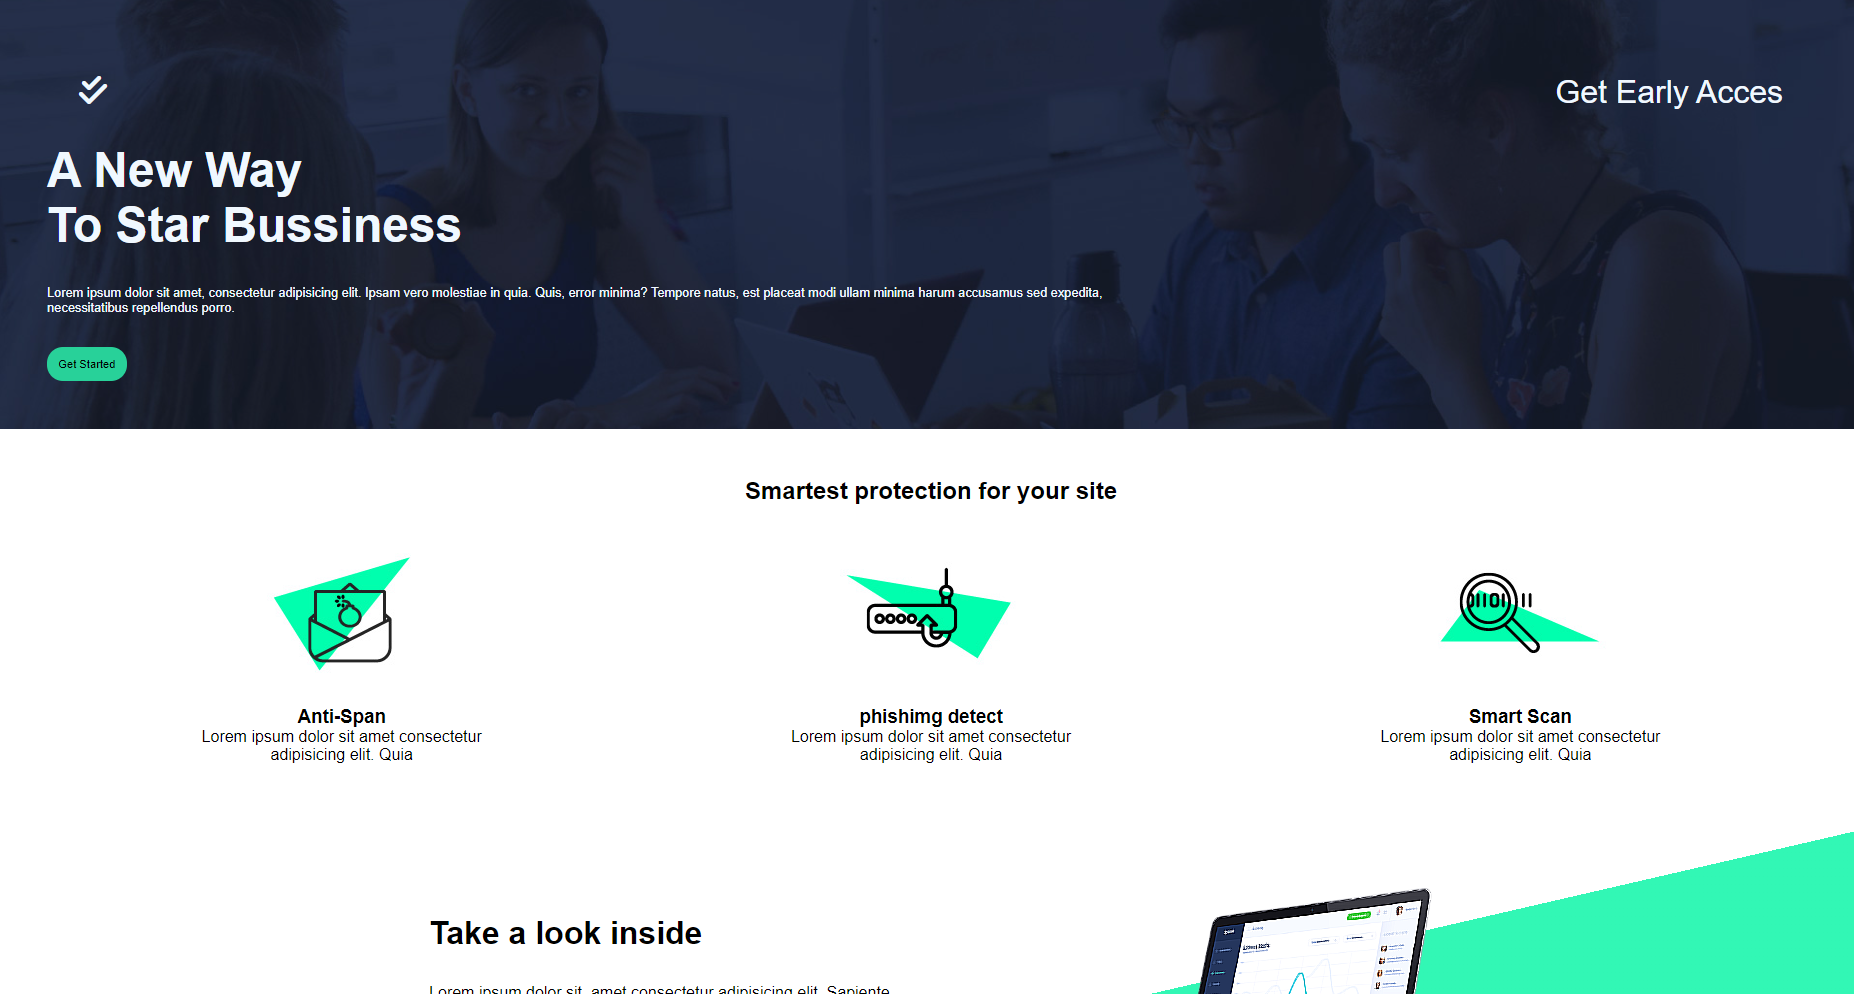 Get Early Acces
A New Way
To Star Bussiness
Lorem ipsum dolor sit amet, consectetur adipisicing elit. Ipsam vero molestiae in quia. Quis, error minima? Tempore natus, est placeat modi ullam minima harum accusamus sed expedita,
necessitatibus repellendus porro.
Get Started
Smartest protection for your site
Anti-Span
Lorem ipsum dolor sit amet consectetur
adipisicing elit. Quia
phishimg detect
Lorem ipsum dolor sit amet consectetur
adipisicing elit. Quia
Smart Scan
Lorem ipsum dolor sit amet consectetur
adipisicing elit. Quia
Take a look inside
Lorem ipsum dolor sit, amet consectetur adipisicing elit. Sapiente